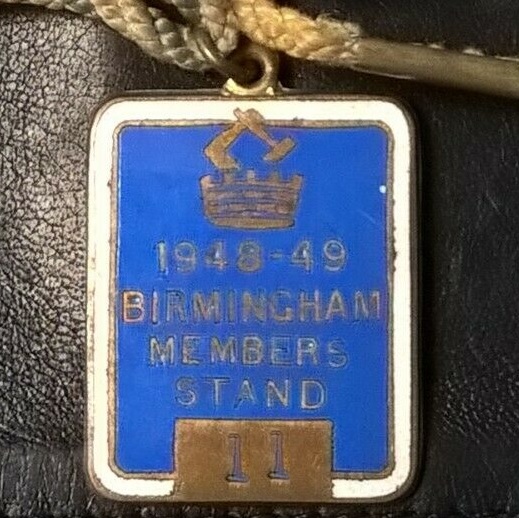 1948-49
BIRMINGHAM
MEMBERS
STAND
11